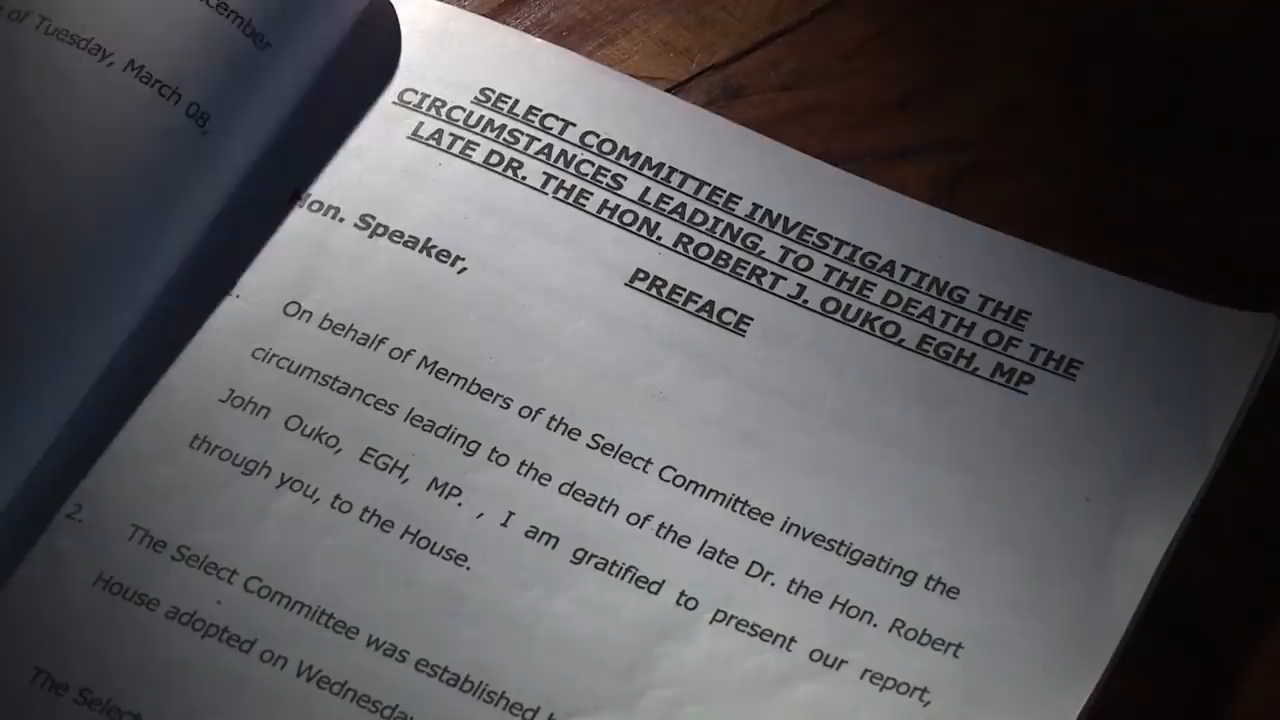 cember
of Tuesday, March 08,
SELECT COMMITTEE INVESTIGATING THE
CIRCUMSTANCES LEADING, TO THE DEATH OF THE
LATE DR. THE HON. ROBERT J. OUKO, EGH, MP
PREFACE
Hon. Speaker,
On behalf of Members of the Select Committee investigating the
circumstances leading to the death of the late Dr. the Hon. Robert
John Ouko, EGH, MP. , I am gratified to present our report,
through you, to the House.
2. The Select Committee was established
House adopted on Wednesday
The Select